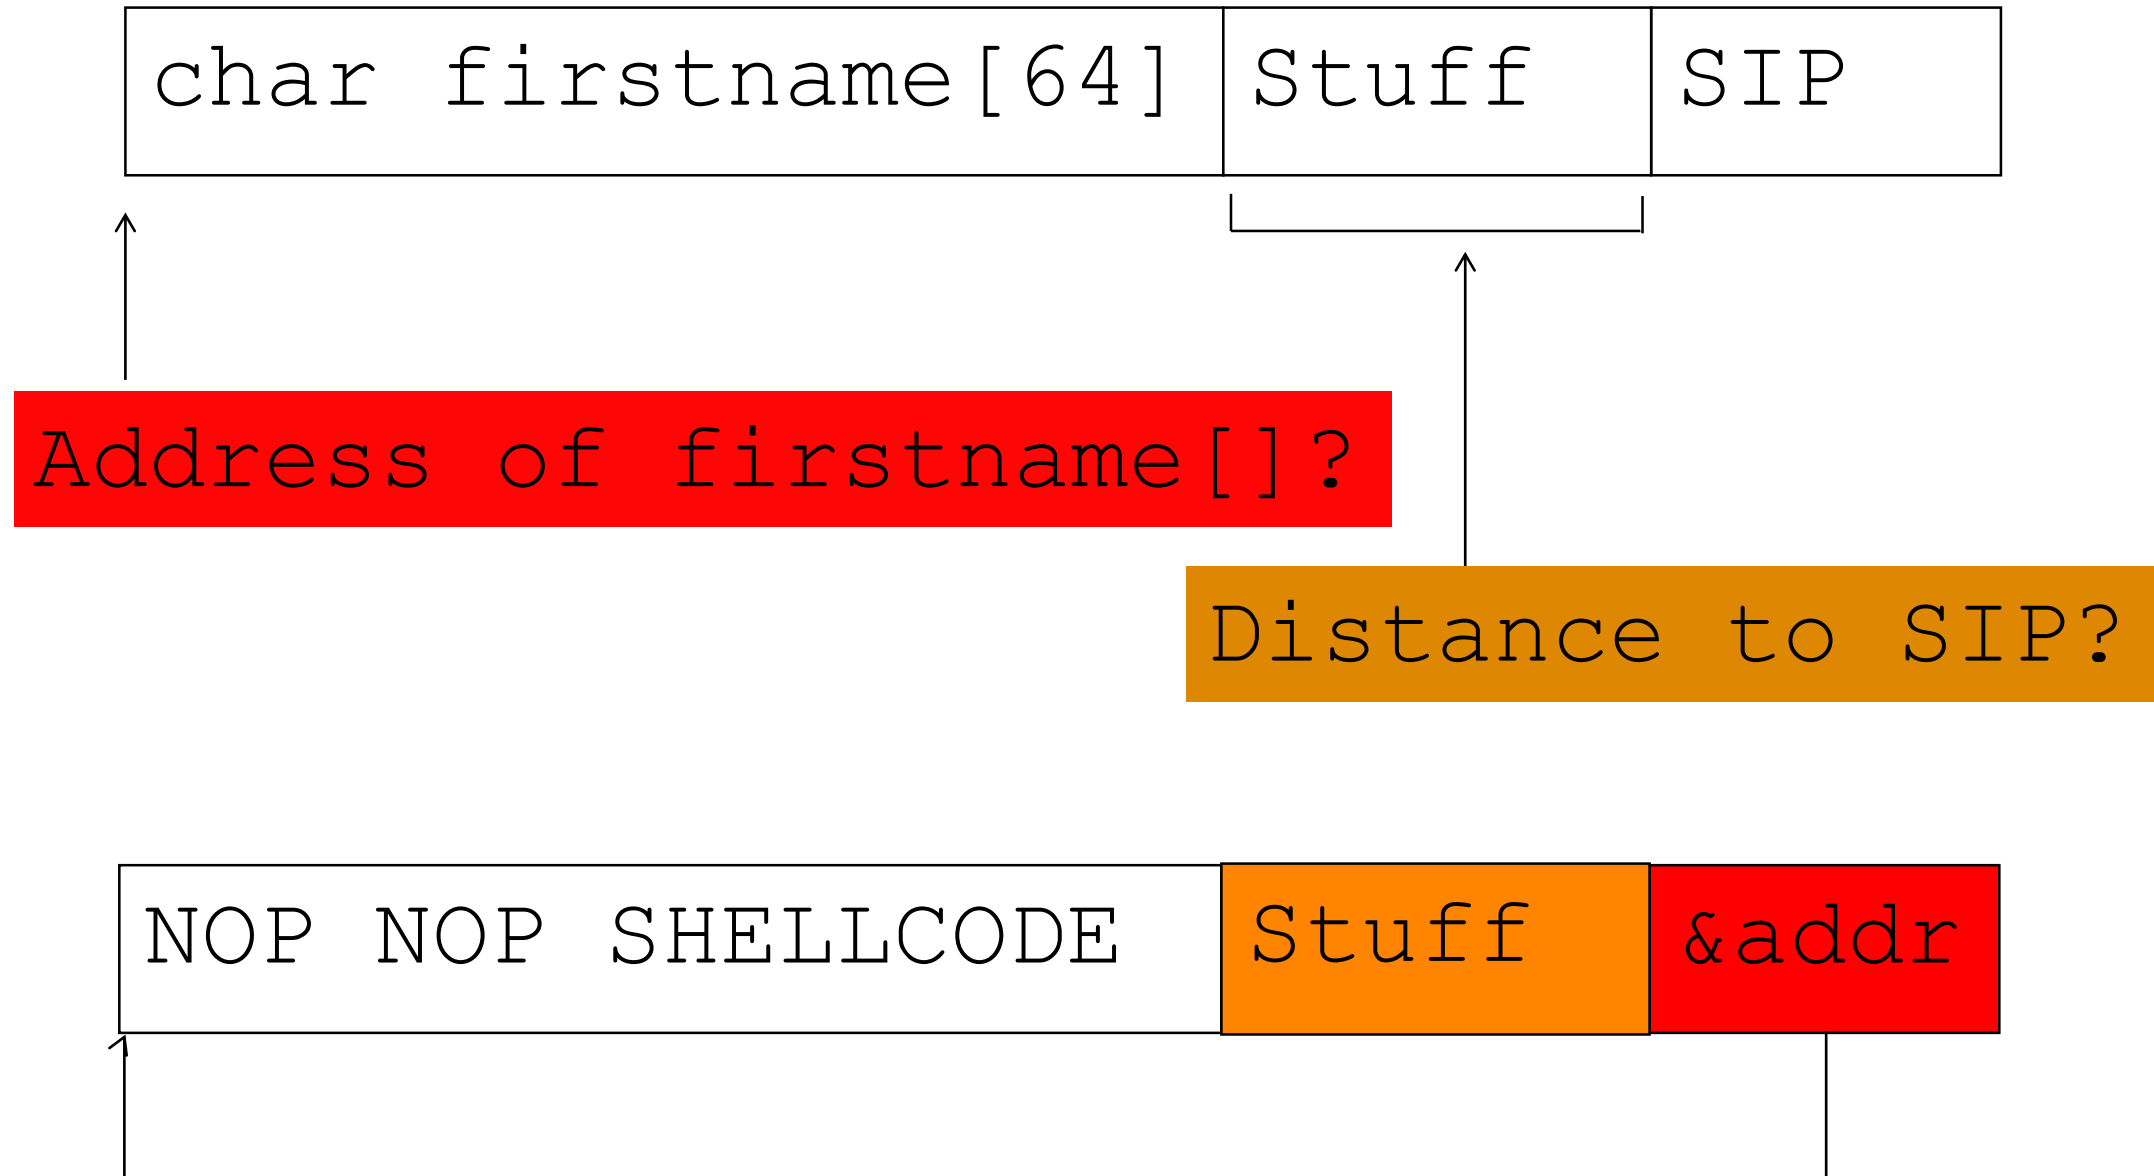 char firstname[64] Stuff SIP
Address of firstname[]?
Distance to SIP?
NOP NOP SHELLCODE Stuff &addr